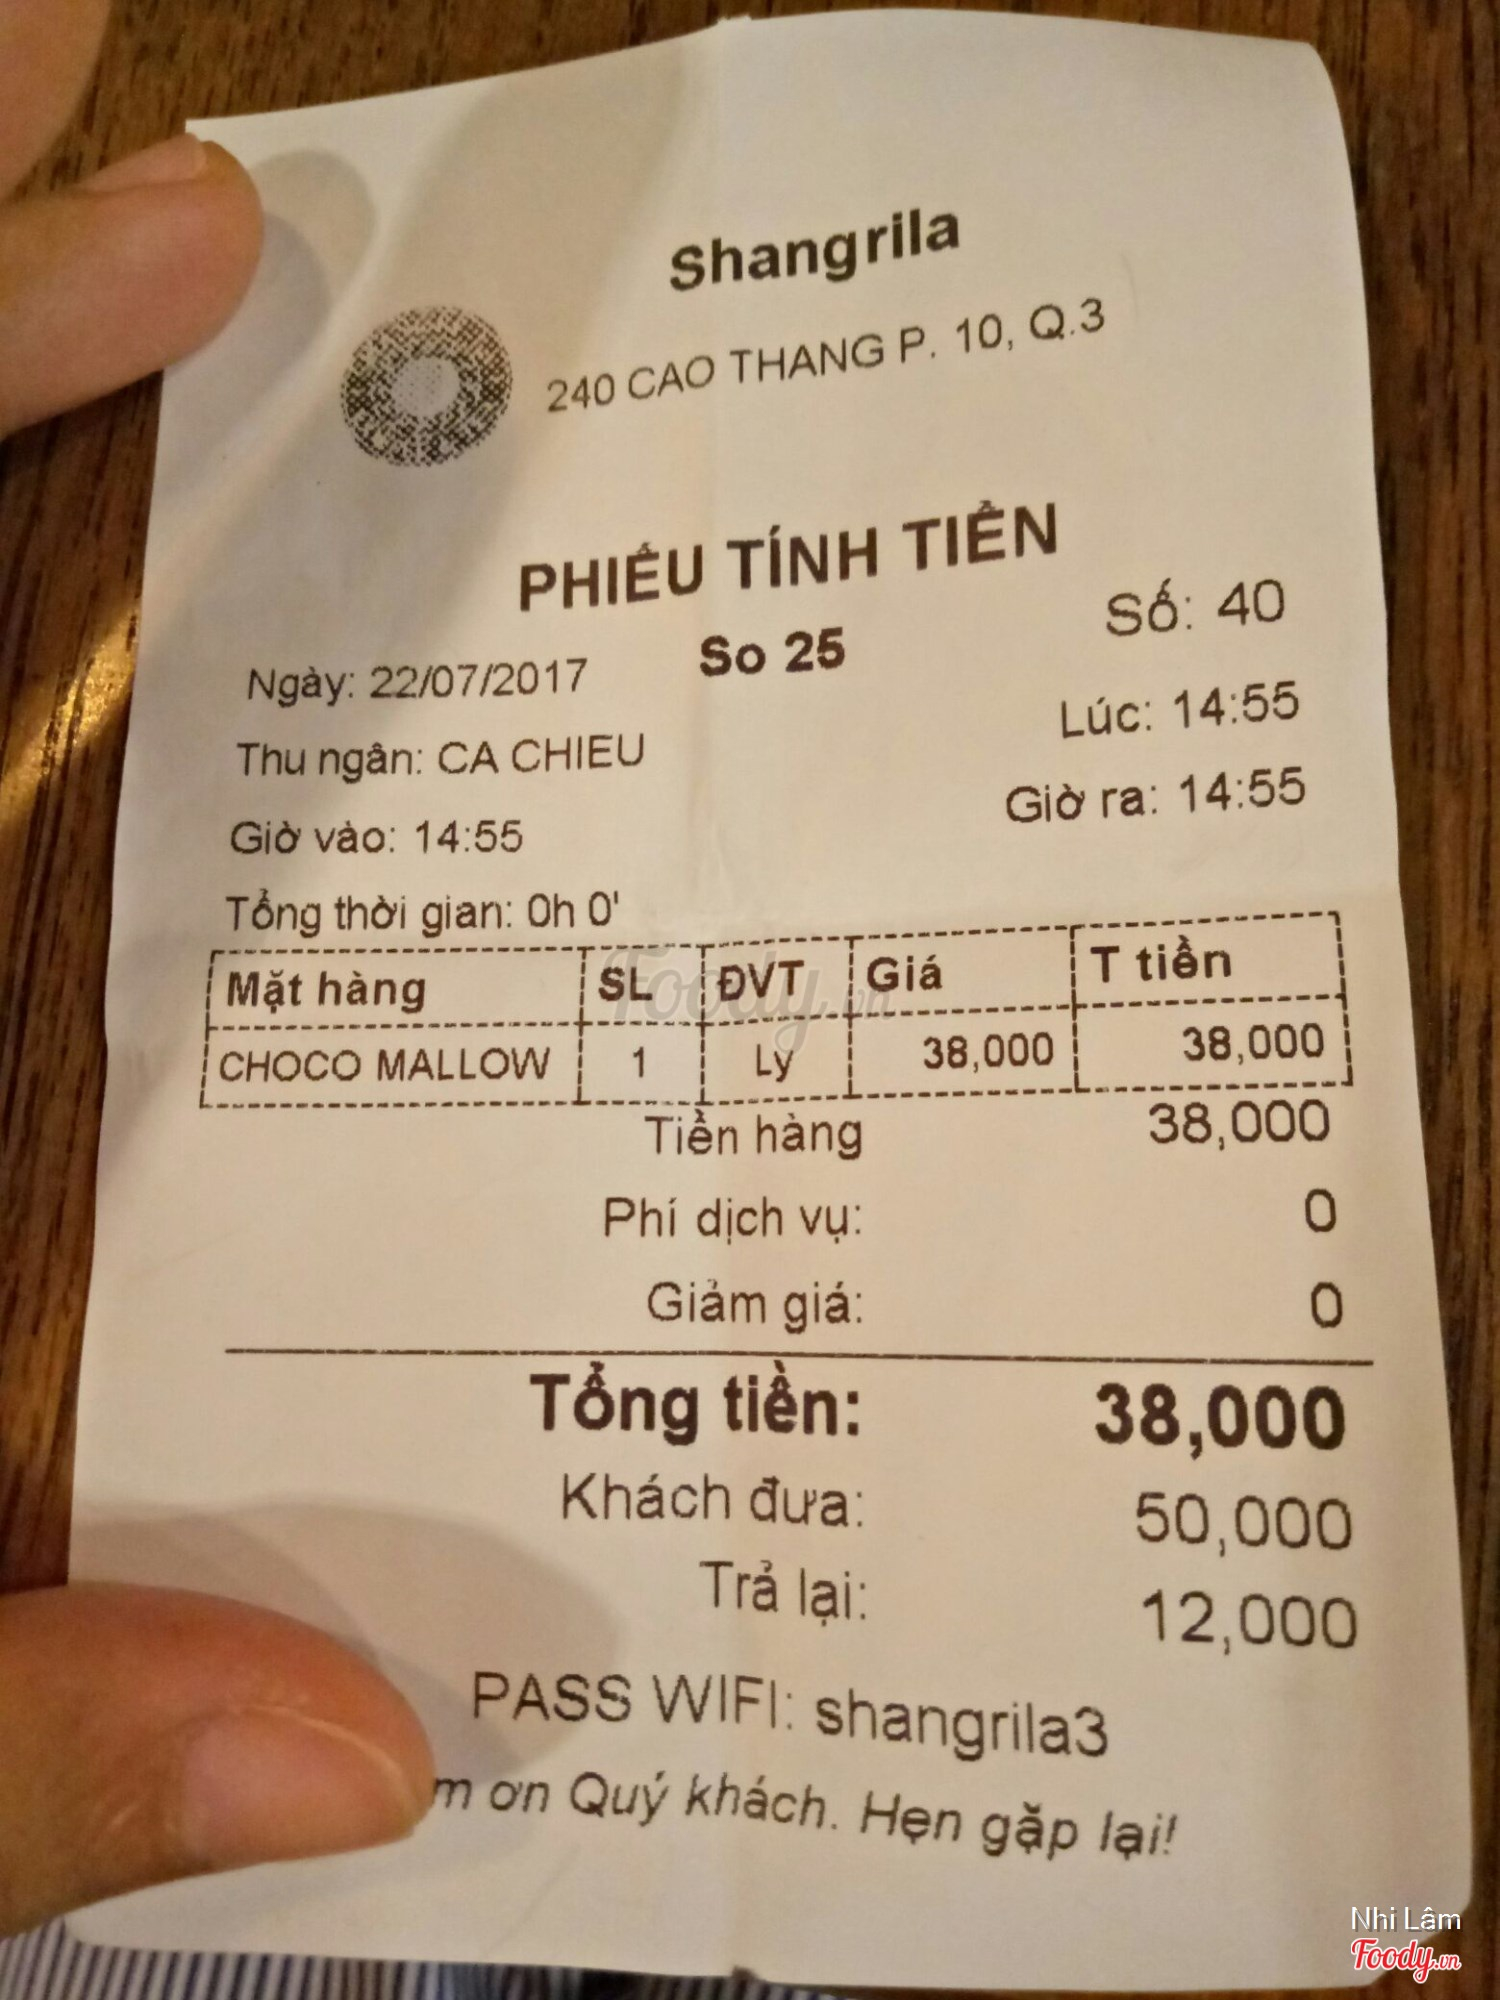 Shangrila
240 CAO THANG P. 10, Q.3
PHIẾU TÍNH TIỀN
So 25
Số: 40
Ngày: 22/07/2017
Lúc: 14:55
Thu ngân: CA CHIEU
Giờ ra: 14:55
Giờ vào: 14:55
Tổng thời gian: 0h 0'
Mặt hàng SL ĐVT Giá T tiền
CHOCO MALLOW 1 Ly 38,000 38,000
Tiền hàng 38,000
Phí dịch vụ: 0
Giảm giá: 0
Tổng tiền: 38,000
Khách đưa: 50,000
Trả lại: 12,000
PASS WIFI: shangrila3
m ơn Quý khách. Hẹn gặp lại!
Foody.vn
Nhi Lâm
Foody.vn